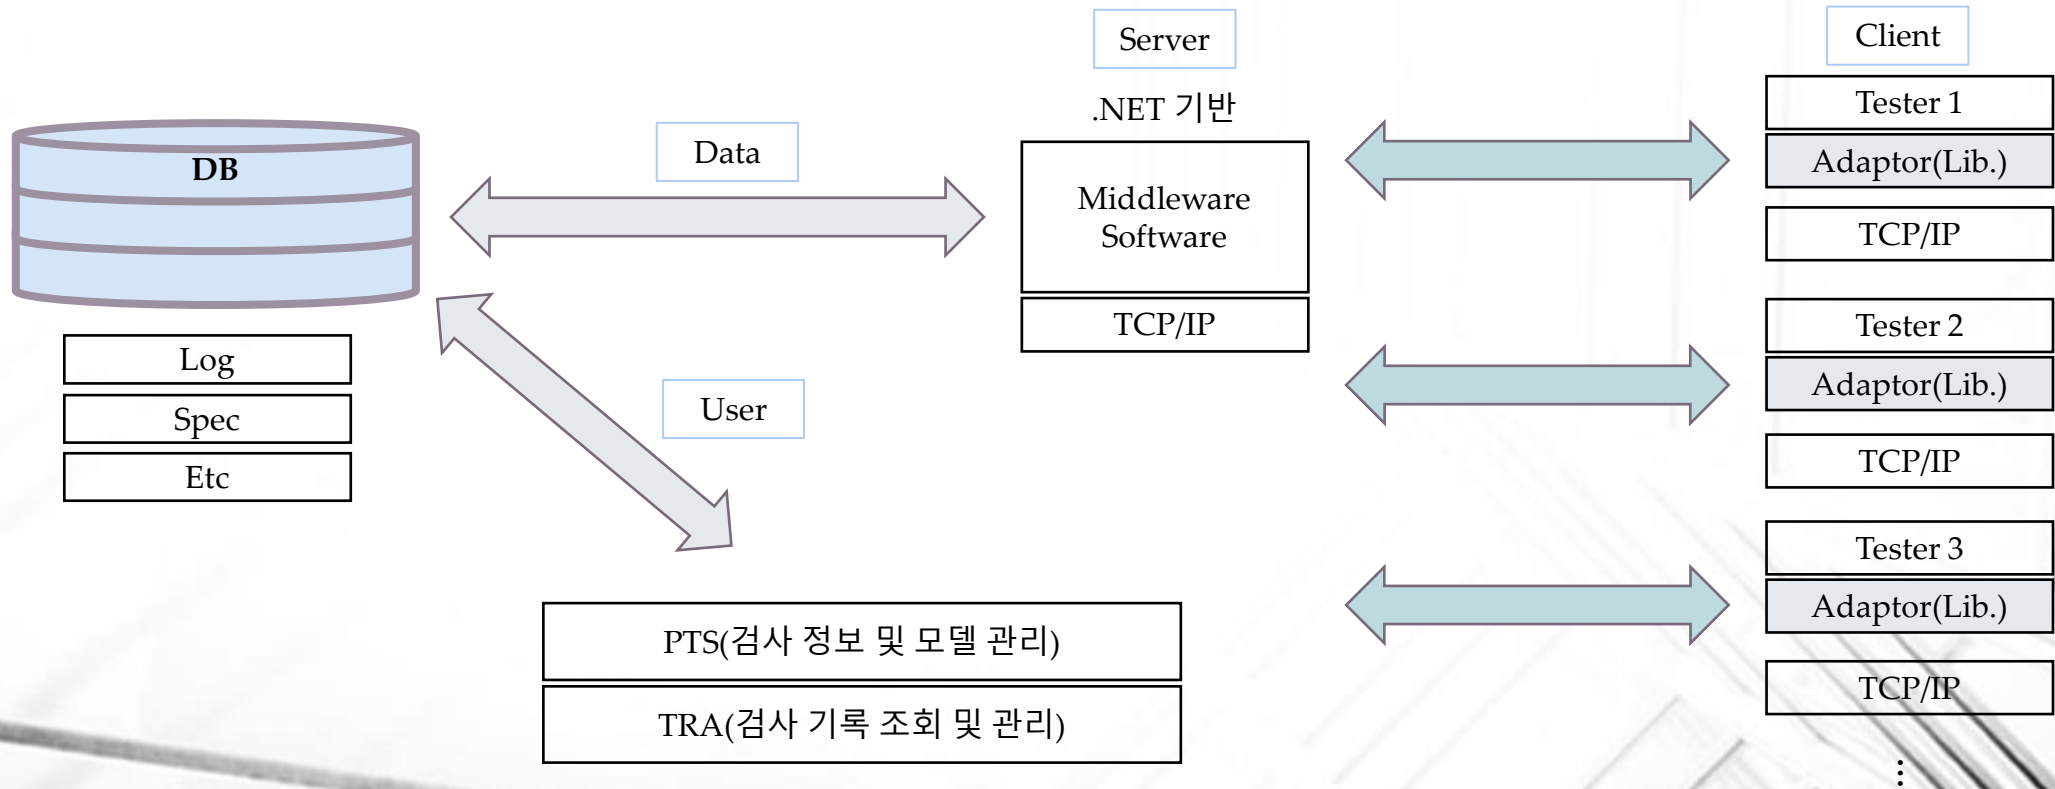 Server
Client
.NET 기반
Tester 1
Data
Adaptor(Lib.)
DB
Middleware
Software
TCP/IP
TCP/IP
Tester 2
Log
Adaptor(Lib.)
User
Spec
TCP/IP
Etc
Tester 3
Adaptor(Lib.)
PTS(검사 정보 및 모델 관리)
TCP/IP
TRA(검사 기록 조회 및 관리)
...